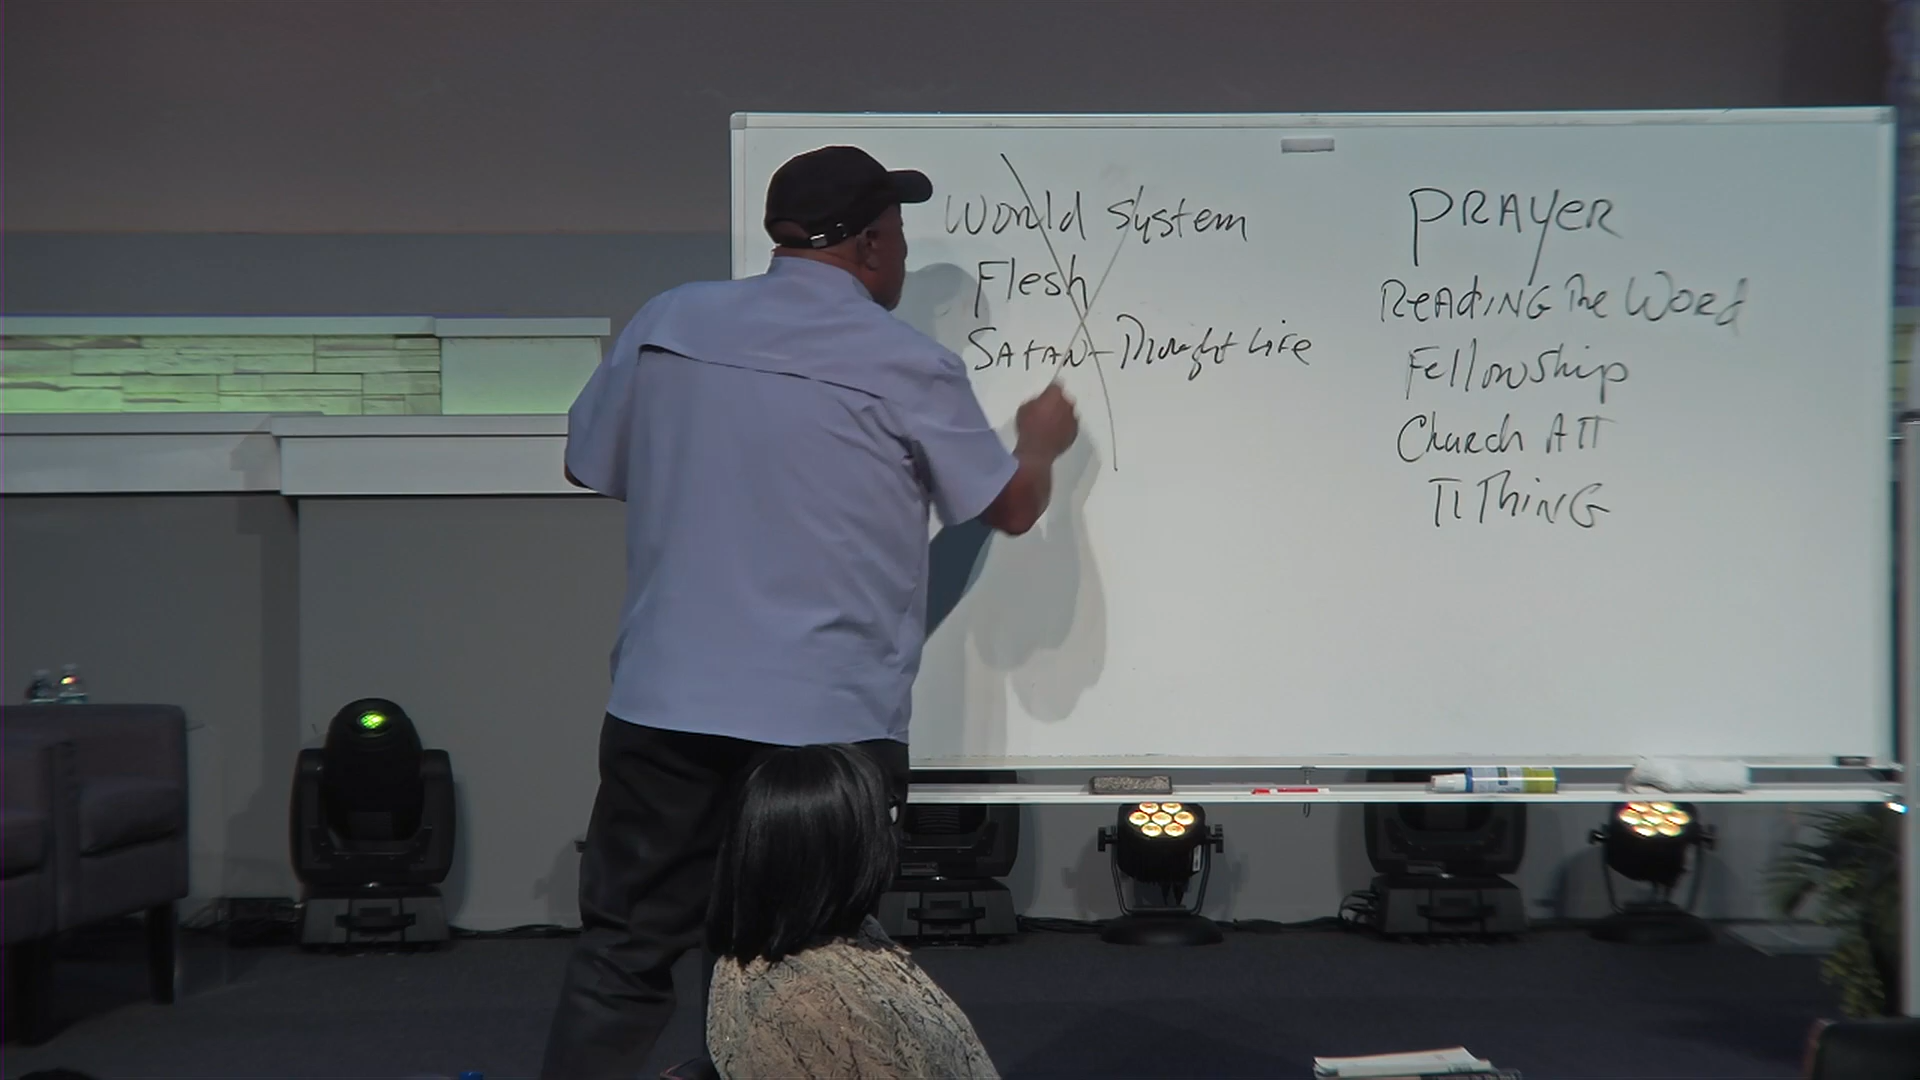 World System
Flesh
SATAN - Thought Life
PRAYER
READING The Word
Fellowship
Church ATT
TIThING